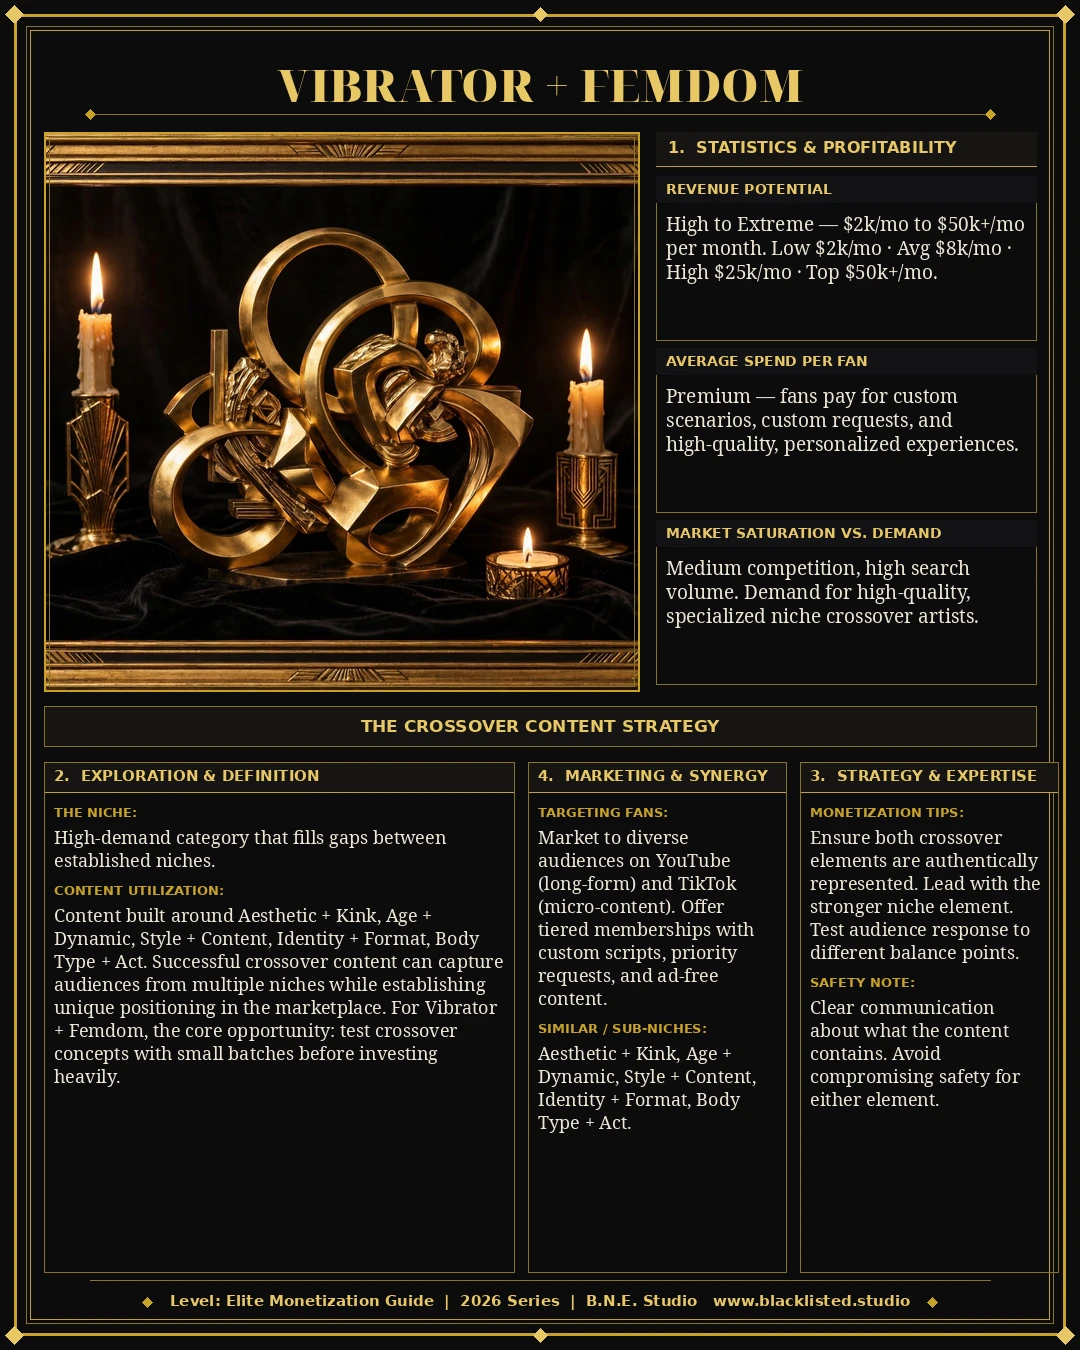 VIBRATOR + FEMDOM
1. STATISTICS & PROFITABILITY
REVENUE POTENTIAL
High to Extreme — $2k/mo to $50k+/mo
per month. Low $2k/mo · Avg $8k/mo ·
High $25k/mo · Top $50k+/mo.
AVERAGE SPEND PER FAN
Premium — fans pay for custom
scenarios, custom requests, and
high-quality, personalized experiences.
MARKET SATURATION VS. DEMAND
Medium competition, high search
volume. Demand for high-quality,
specialized niche crossover artists.
THE CROSSOVER CONTENT STRATEGY
2. EXPLORATION & DEFINITION
THE NICHE:
High-demand category that fills gaps between
established niches.
CONTENT UTILIZATION:
Content built around Aesthetic + Kink, Age +
Dynamic, Style + Content, Identity + Format, Body
Type + Act. Successful crossover content can capture
audiences from multiple niches while establishing
unique positioning in the marketplace. For Vibrator
+ Femdom, the core opportunity: test crossover
concepts with small batches before investing
heavily.
4. MARKETING & SYNERGY
TARGETING FANS:
Market to diverse
audiences on YouTube
(long-form) and TikTok
(micro-content). Offer
tiered memberships with
custom scripts, priority
requests, and ad-free
content.
SIMILAR / SUB-NICHES:
Aesthetic + Kink, Age +
Dynamic, Style + Content,
Identity + Format, Body
Type + Act.
3. STRATEGY & EXPERTISE
MONETIZATION TIPS:
Ensure both crossover
elements are authentically
represented. Lead with the
stronger niche element.
Test audience response to
different balance points.
SAFETY NOTE:
Clear communication
about what the content
contains. Avoid
compromising safety for
either element.
Level: Elite Monetization Guide | 2026 Series | B.N.E. Studio www.blacklisted.studio